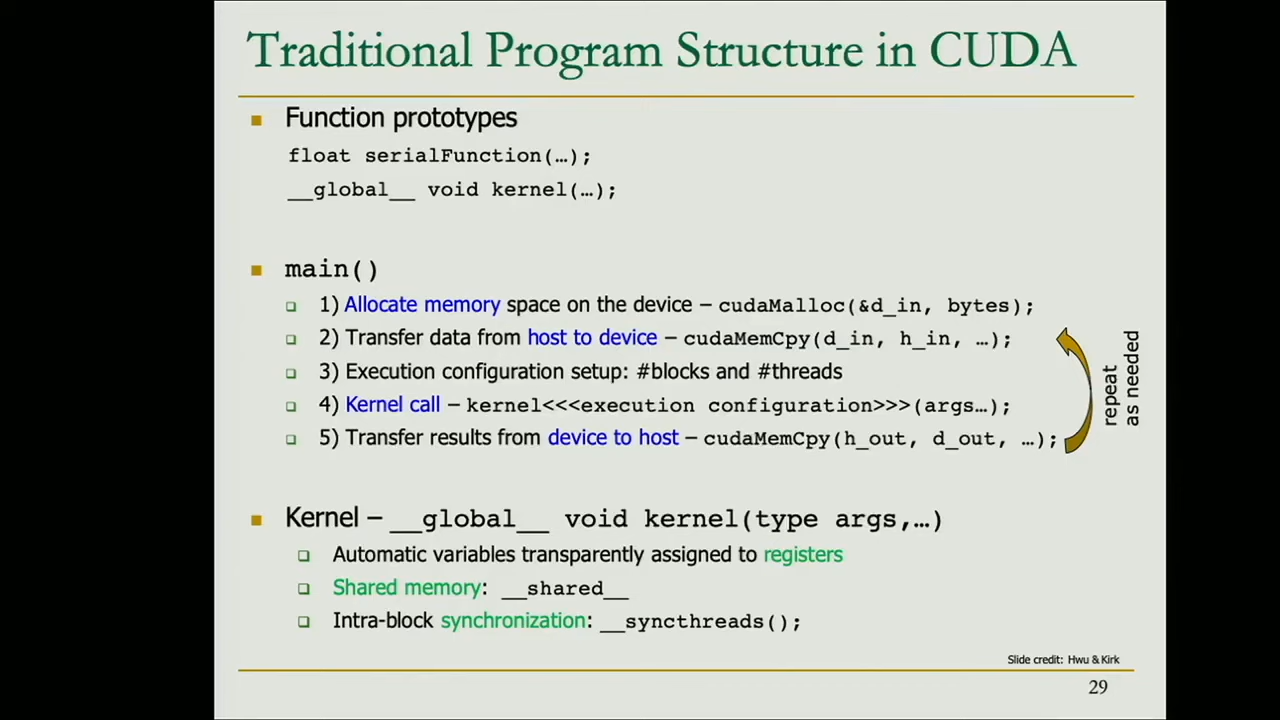 Traditional Program Structure in CUDA
Function prototypes
float serialFunction(…);
__global__ void kernel(…);
main()
1) Allocate memory space on the device – cudaMalloc(&d_in, bytes);
2) Transfer data from host to device – cudaMemCpy(d_in, h_in, …);
3) Execution configuration setup: #blocks and #threads
4) Kernel call – kernel<<<execution configuration>>>(args…);
5) Transfer results from device to host – cudaMemCpy(h_out, d_out, …);
repeat
as needed
Kernel – __global__ void kernel(type args,…)
Automatic variables transparently assigned to registers
Shared memory: __shared__
Intra-block synchronization: __syncthreads();
Slide credit: Hwu & Kirk
29